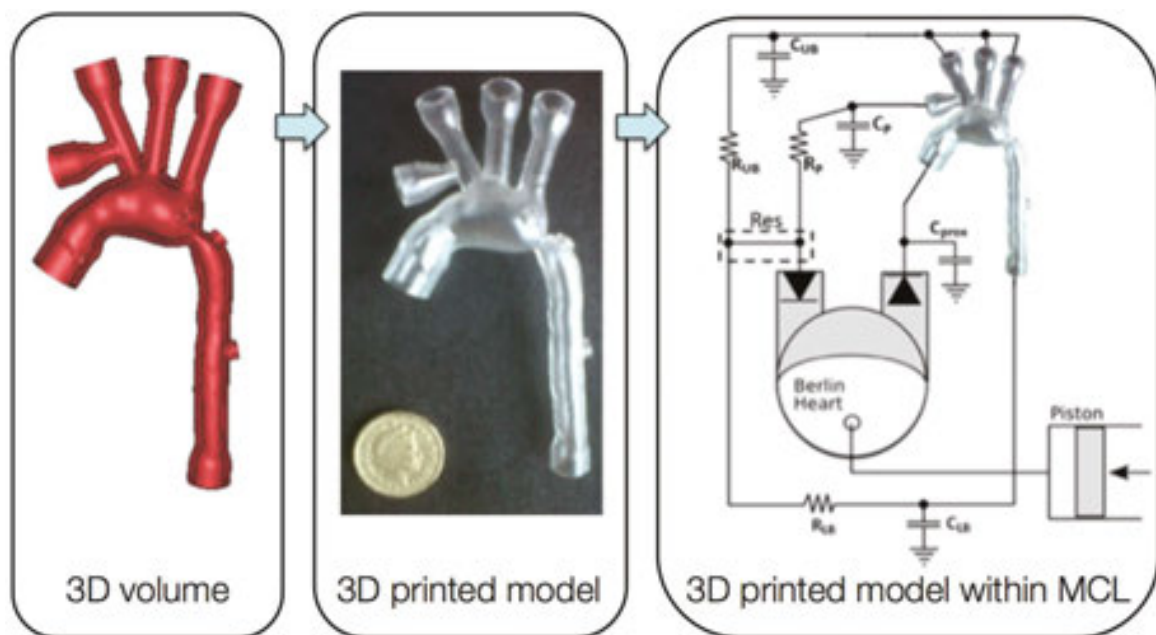 C_UB
C_P
R_UB
R_P
Res
C_prox
Berlin
Heart
Piston
R_LB
C_LB
3D volume
3D printed model
3D printed model within MCL